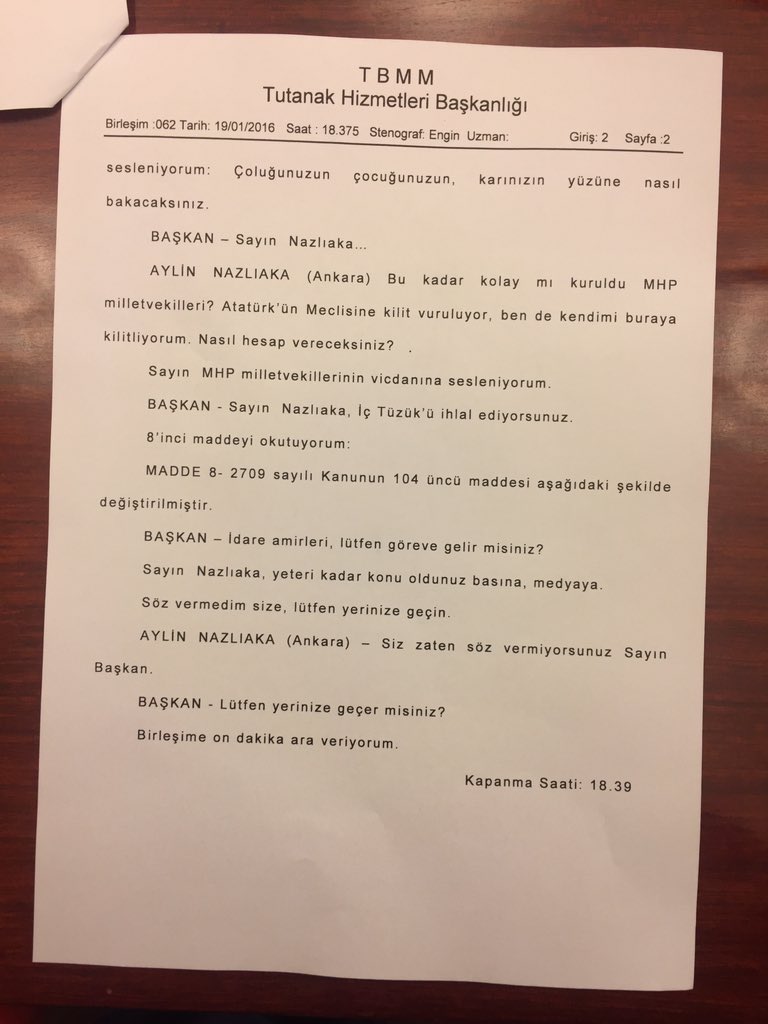 TBMM
Tutanak Hizmetleri Başkanlığı
Birleşim :062 Tarih: 19/01/2016 Saat : 18.375 Stenograf: Engin Uzman: Giriş: 2 Sayfa :2
sesleniyorum: Çoluğunuzun çocuğunuzun, karınızın yüzüne nasıl
bakacaksınız.
BAŞKAN – Sayın Nazlıaka...
AYLİN NAZLIAKA (Ankara) Bu kadar kolay mı kuruldu MHP
milletvekilleri? Atatürk'ün Meclisine kilit vuruluyor, ben de kendimi buraya
kilitliyorum. Nasıl hesap vereceksiniz? .
Sayın MHP milletvekillerinin vicdanına sesleniyorum.
BAŞKAN - Sayın Nazlıaka, İç Tüzük'ü ihlal ediyorsunuz.
8'inci maddeyi okutuyorum:
MADDE 8- 2709 sayılı Kanunun 104 üncü maddesi aşağıdaki şekilde
değiştirilmiştir.
BAŞKAN – İdare amirleri, lütfen göreve gelir misiniz?
Sayın Nazlıaka, yeteri kadar konu oldunuz basına, medyaya.
Söz vermedim size, lütfen yerinize geçin.
AYLİN NAZLIAKA (Ankara) – Siz zaten söz vermiyorsunuz Sayın
Başkan.
BAŞKAN - Lütfen yerinize geçer misiniz?
Birleşime on dakika ara veriyorum.
Kapanma Saati: 18.39